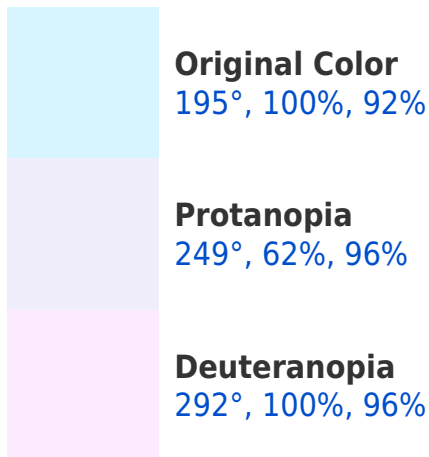 Original Color
195°, 100%, 92%
Protanopia
249°, 62%, 96%
Deuteranopia
292°, 100%, 96%